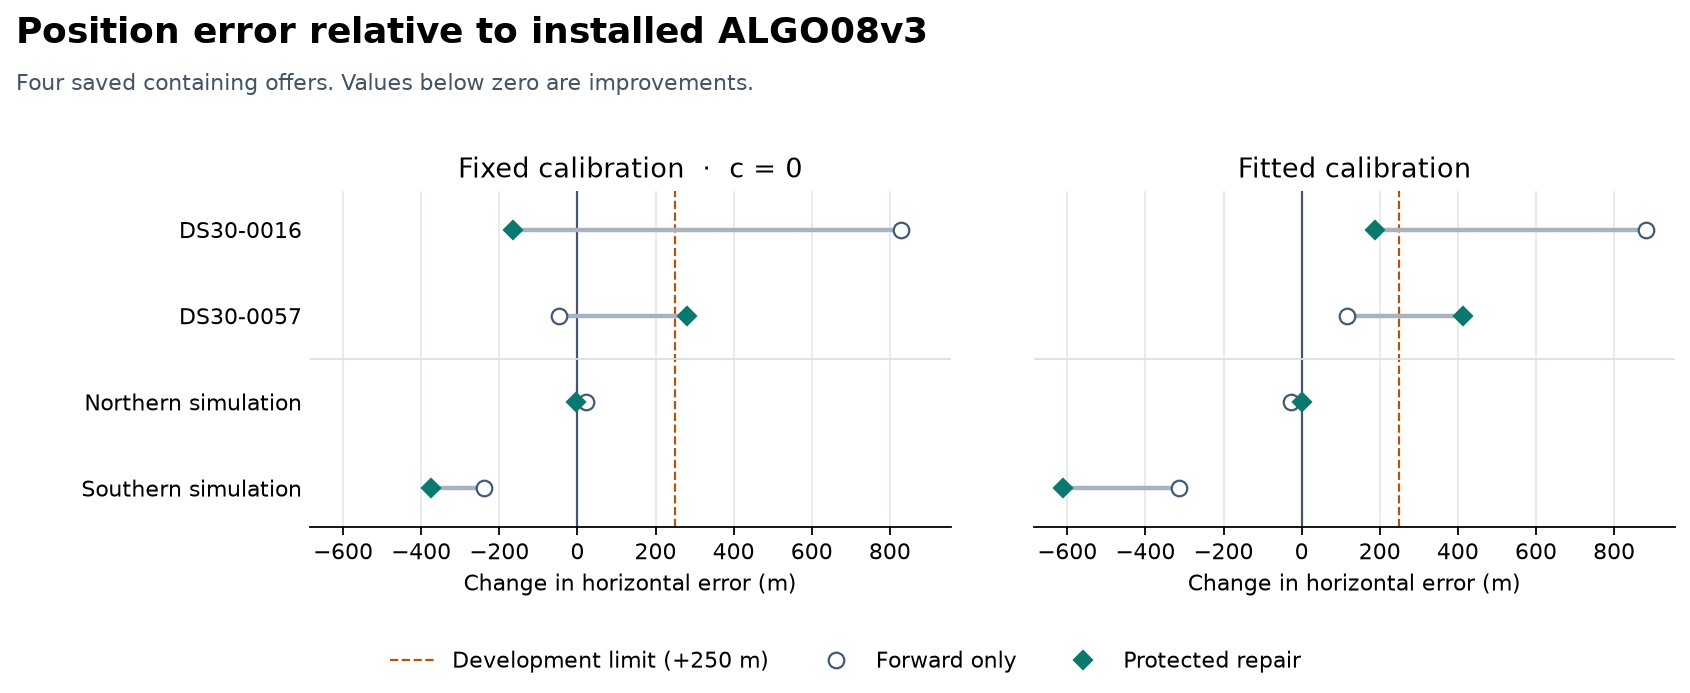 Position error relative to installed ALGO08v3
Four saved containing offers. Values below zero are improvements.
Fixed calibration · c = 0
Fitted calibration
DS30-0016
DS30-0057
Northern simulation
Southern simulation
−600 −400 −200 0 200 400 600 800
−600 −400 −200 0 200 400 600 800
Change in horizontal error (m)
Change in horizontal error (m)
Development limit (+250 m) Forward only Protected repair